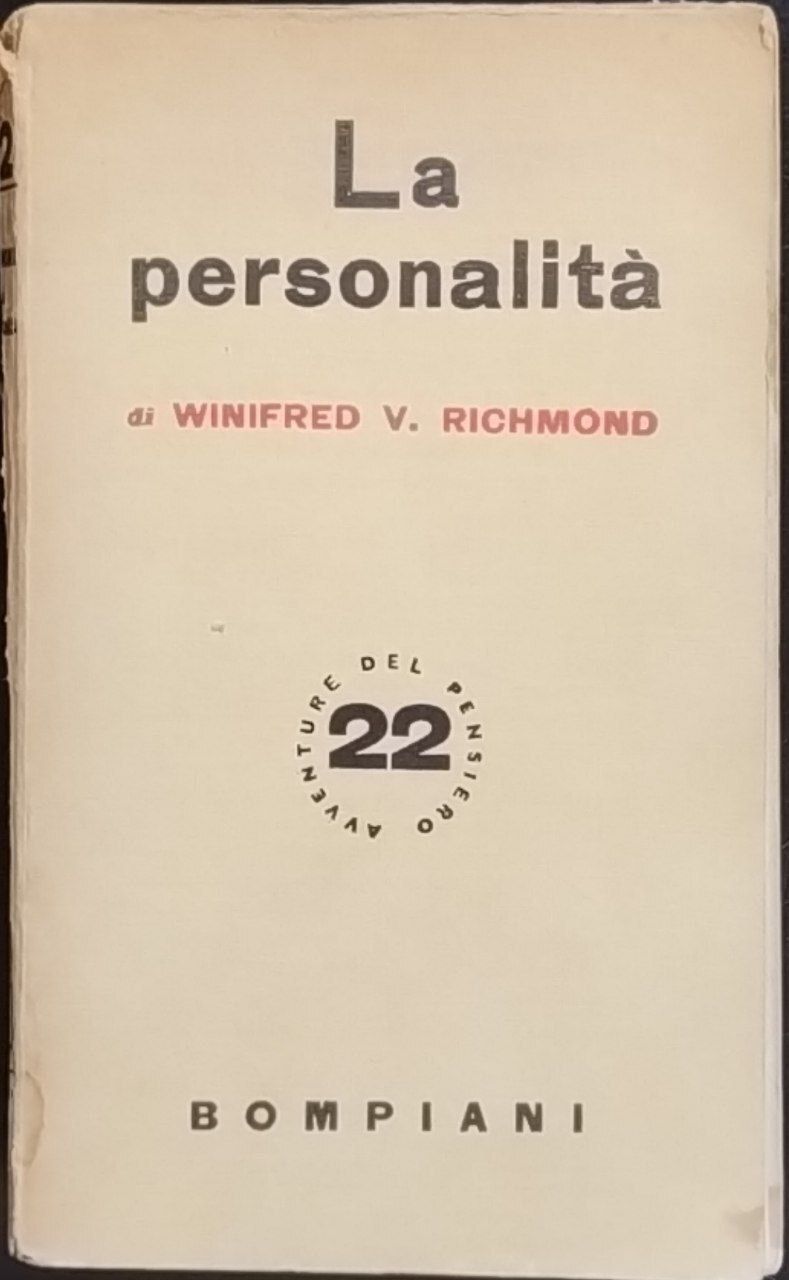 La
personalità
di WINIFRED V. RICHMOND
AVVENTURE DEL PENSIERO
22
BOMPIANI